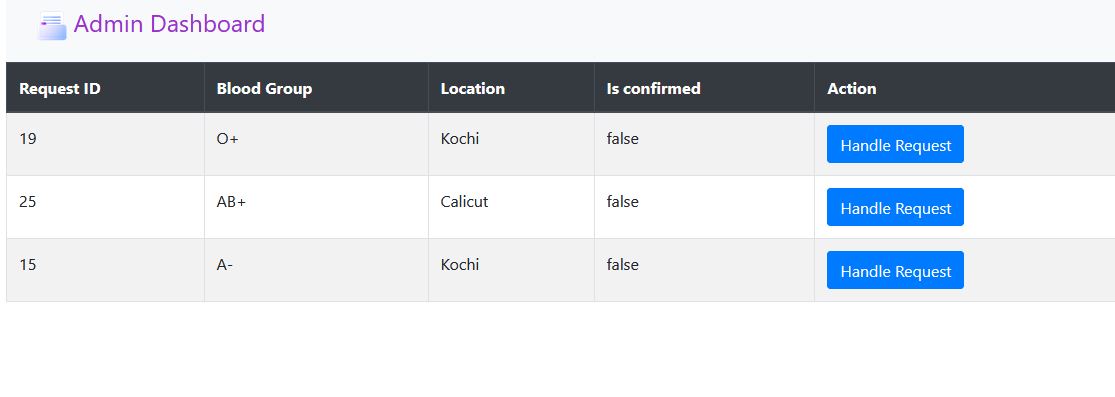 Admin Dashboard
Request ID Blood Group Location Is confirmed Action
19 O+ Kochi false Handle Request
25 AB+ Calicut false Handle Request
15 A- Kochi false Handle Request